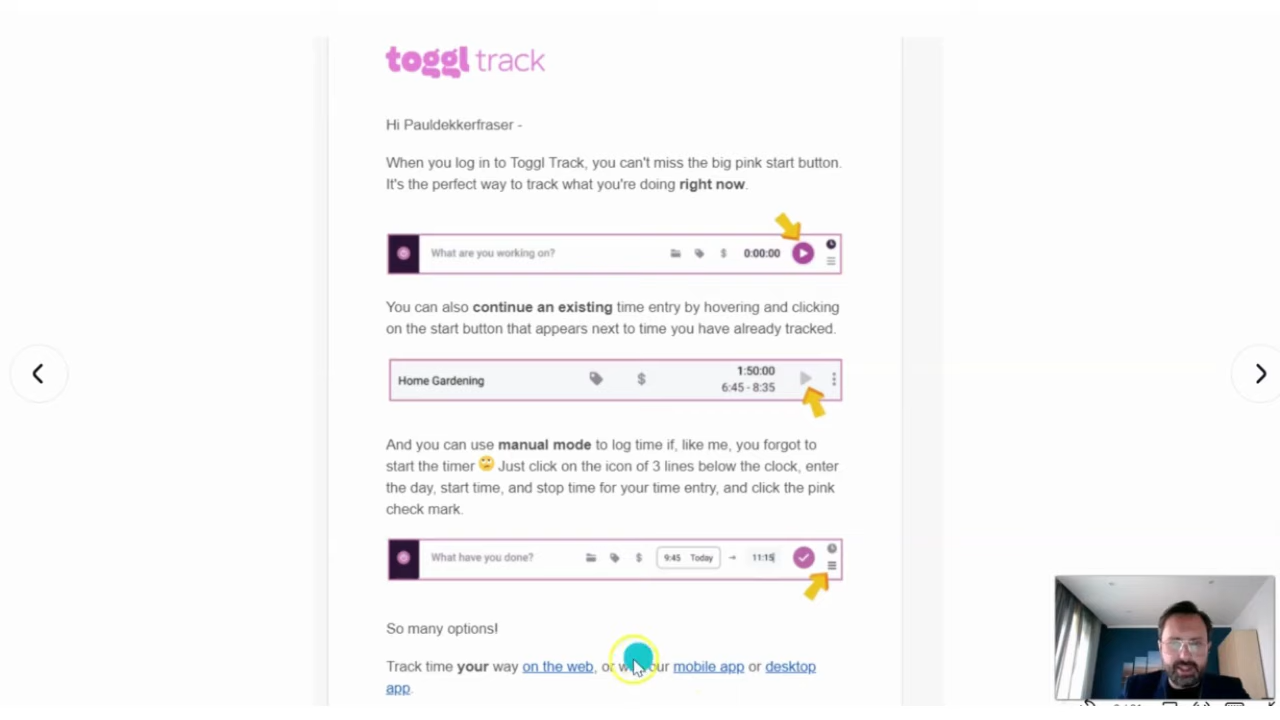 toggl track
Hi Pauldekkerfraser -
When you log in to Toggl Track, you can't miss the big pink start button.
It's the perfect way to track what you're doing right now.
What are you working on? $ 0:00:00
You can also continue an existing time entry by hovering and clicking
on the start button that appears next to time you have already tracked.
Home Gardening $ 1:50:00
6:45 - 8:35
And you can use manual mode to log time if, like me, you forgot to
start the timer 🙄 Just click on the icon of 3 lines below the clock, enter
the day, start time, and stop time for your time entry, and click the pink
check mark.
What have you done? $ 9:45 Today → 11:15
So many options!
Track time your way on the web, or our mobile app or desktop
app.